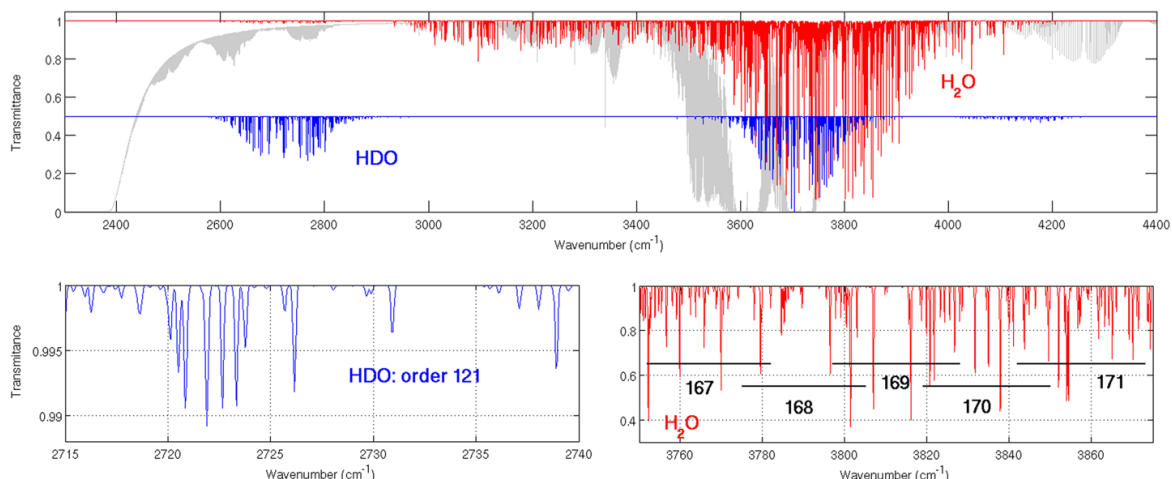 1
0.8
0.6
0.4
0.2
0
Transmittance
H2O
HDO
2400 2600 2800 3000 3200 3400 3600 3800 4000 4200 4400
Wavenumber (cm-1)
1
0.995
0.99
Transmittance
HDO: order 121
2715 2720 2725 2730 2735 2740
Wavenumber (cm-1)
1
0.8
0.6
0.4
167
168
169
170
171
H2O
3760 3780 3800 3820 3840 3860
Wavenumber (cm-1)